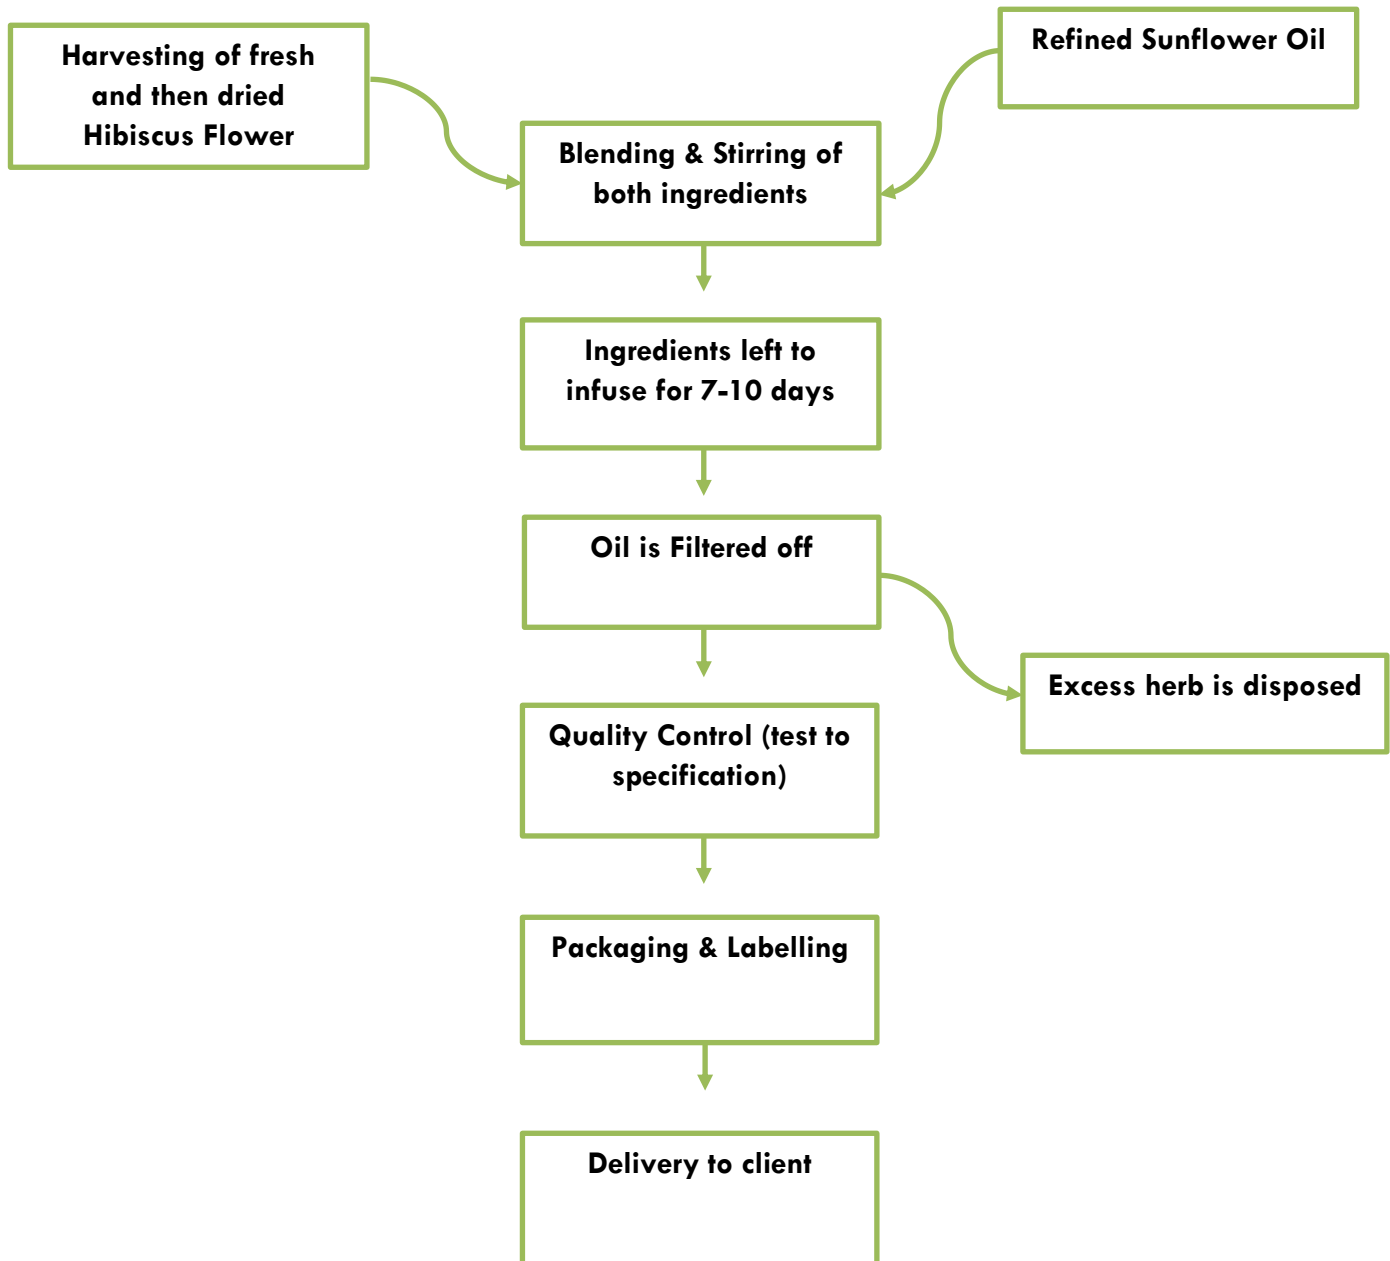 Harvesting of fresh
and then dried
Hibiscus Flower
Refined Sunflower Oil
Blending & Stirring of
both ingredients
Ingredients left to
infuse for 7-10 days
Oil is Filtered off
Excess herb is disposed
Quality Control (test to
specification)
Packaging & Labelling
Delivery to client